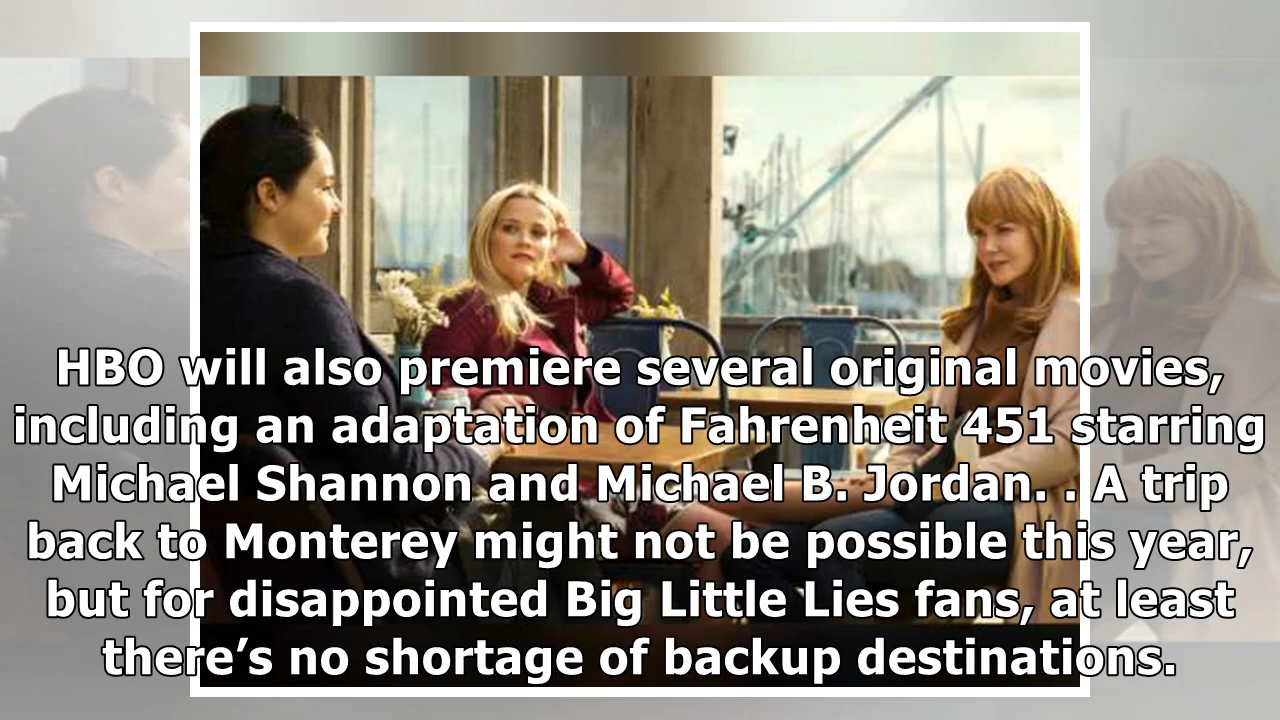 HBO will also premiere several original movies,
including an adaptation of Fahrenheit 451 starring
Michael Shannon and Michael B. Jordan. . A trip
back to Monterey might not be possible this year,
but for disappointed Big Little Lies fans, at least
there’s no shortage of backup destinations.